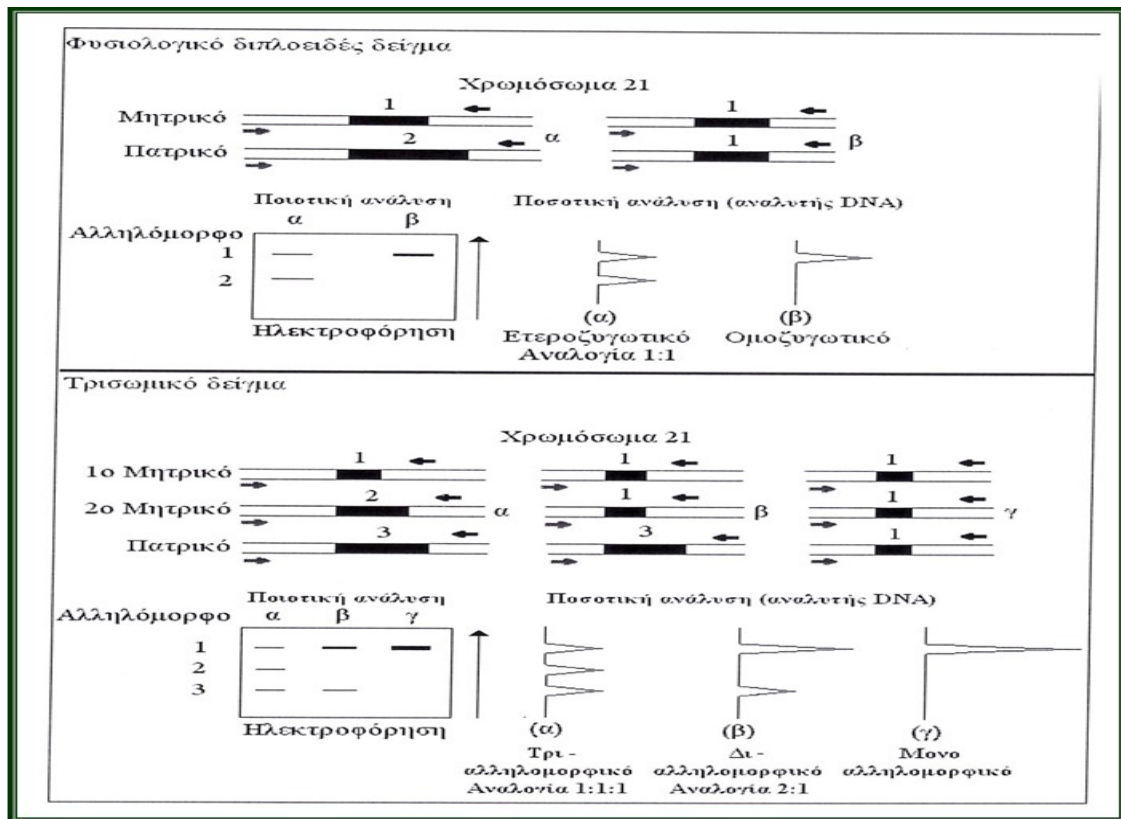 Φυσιολογικό διπλοειδές δείγμα
Χρωμόσωμα 21
1 1
Μητρικό
2 α 1 β
Πατρικό
Ποιοτική ανάλυση Ποσοτική ανάλυση (αναλυτής DNA)
α β
Αλληλόμορφο
1
2
(α) (β)
Ηλεκτροφόρηση Ετεροζυγωτικό Ομοζυγωτικό
Αναλογία 1:1
Τρισωμικό δείγμα
Χρωμόσωμα 21
1 1 1
1ο Μητρικό
2 1 1
2ο Μητρικό α β γ
3 3 1
Πατρικό
Ποιοτική ανάλυση Ποσοτική ανάλυση (αναλυτής DNA)
Αλληλόμορφο α β γ
1
2
3
Ηλεκτροφόρηση (α) (β) (γ)
Τρι - Δι - Μονο
αλληλομορφικό αλληλομορφικό αλληλομορφικό
Αναλογία 1:1:1 Αναλογία 2:1